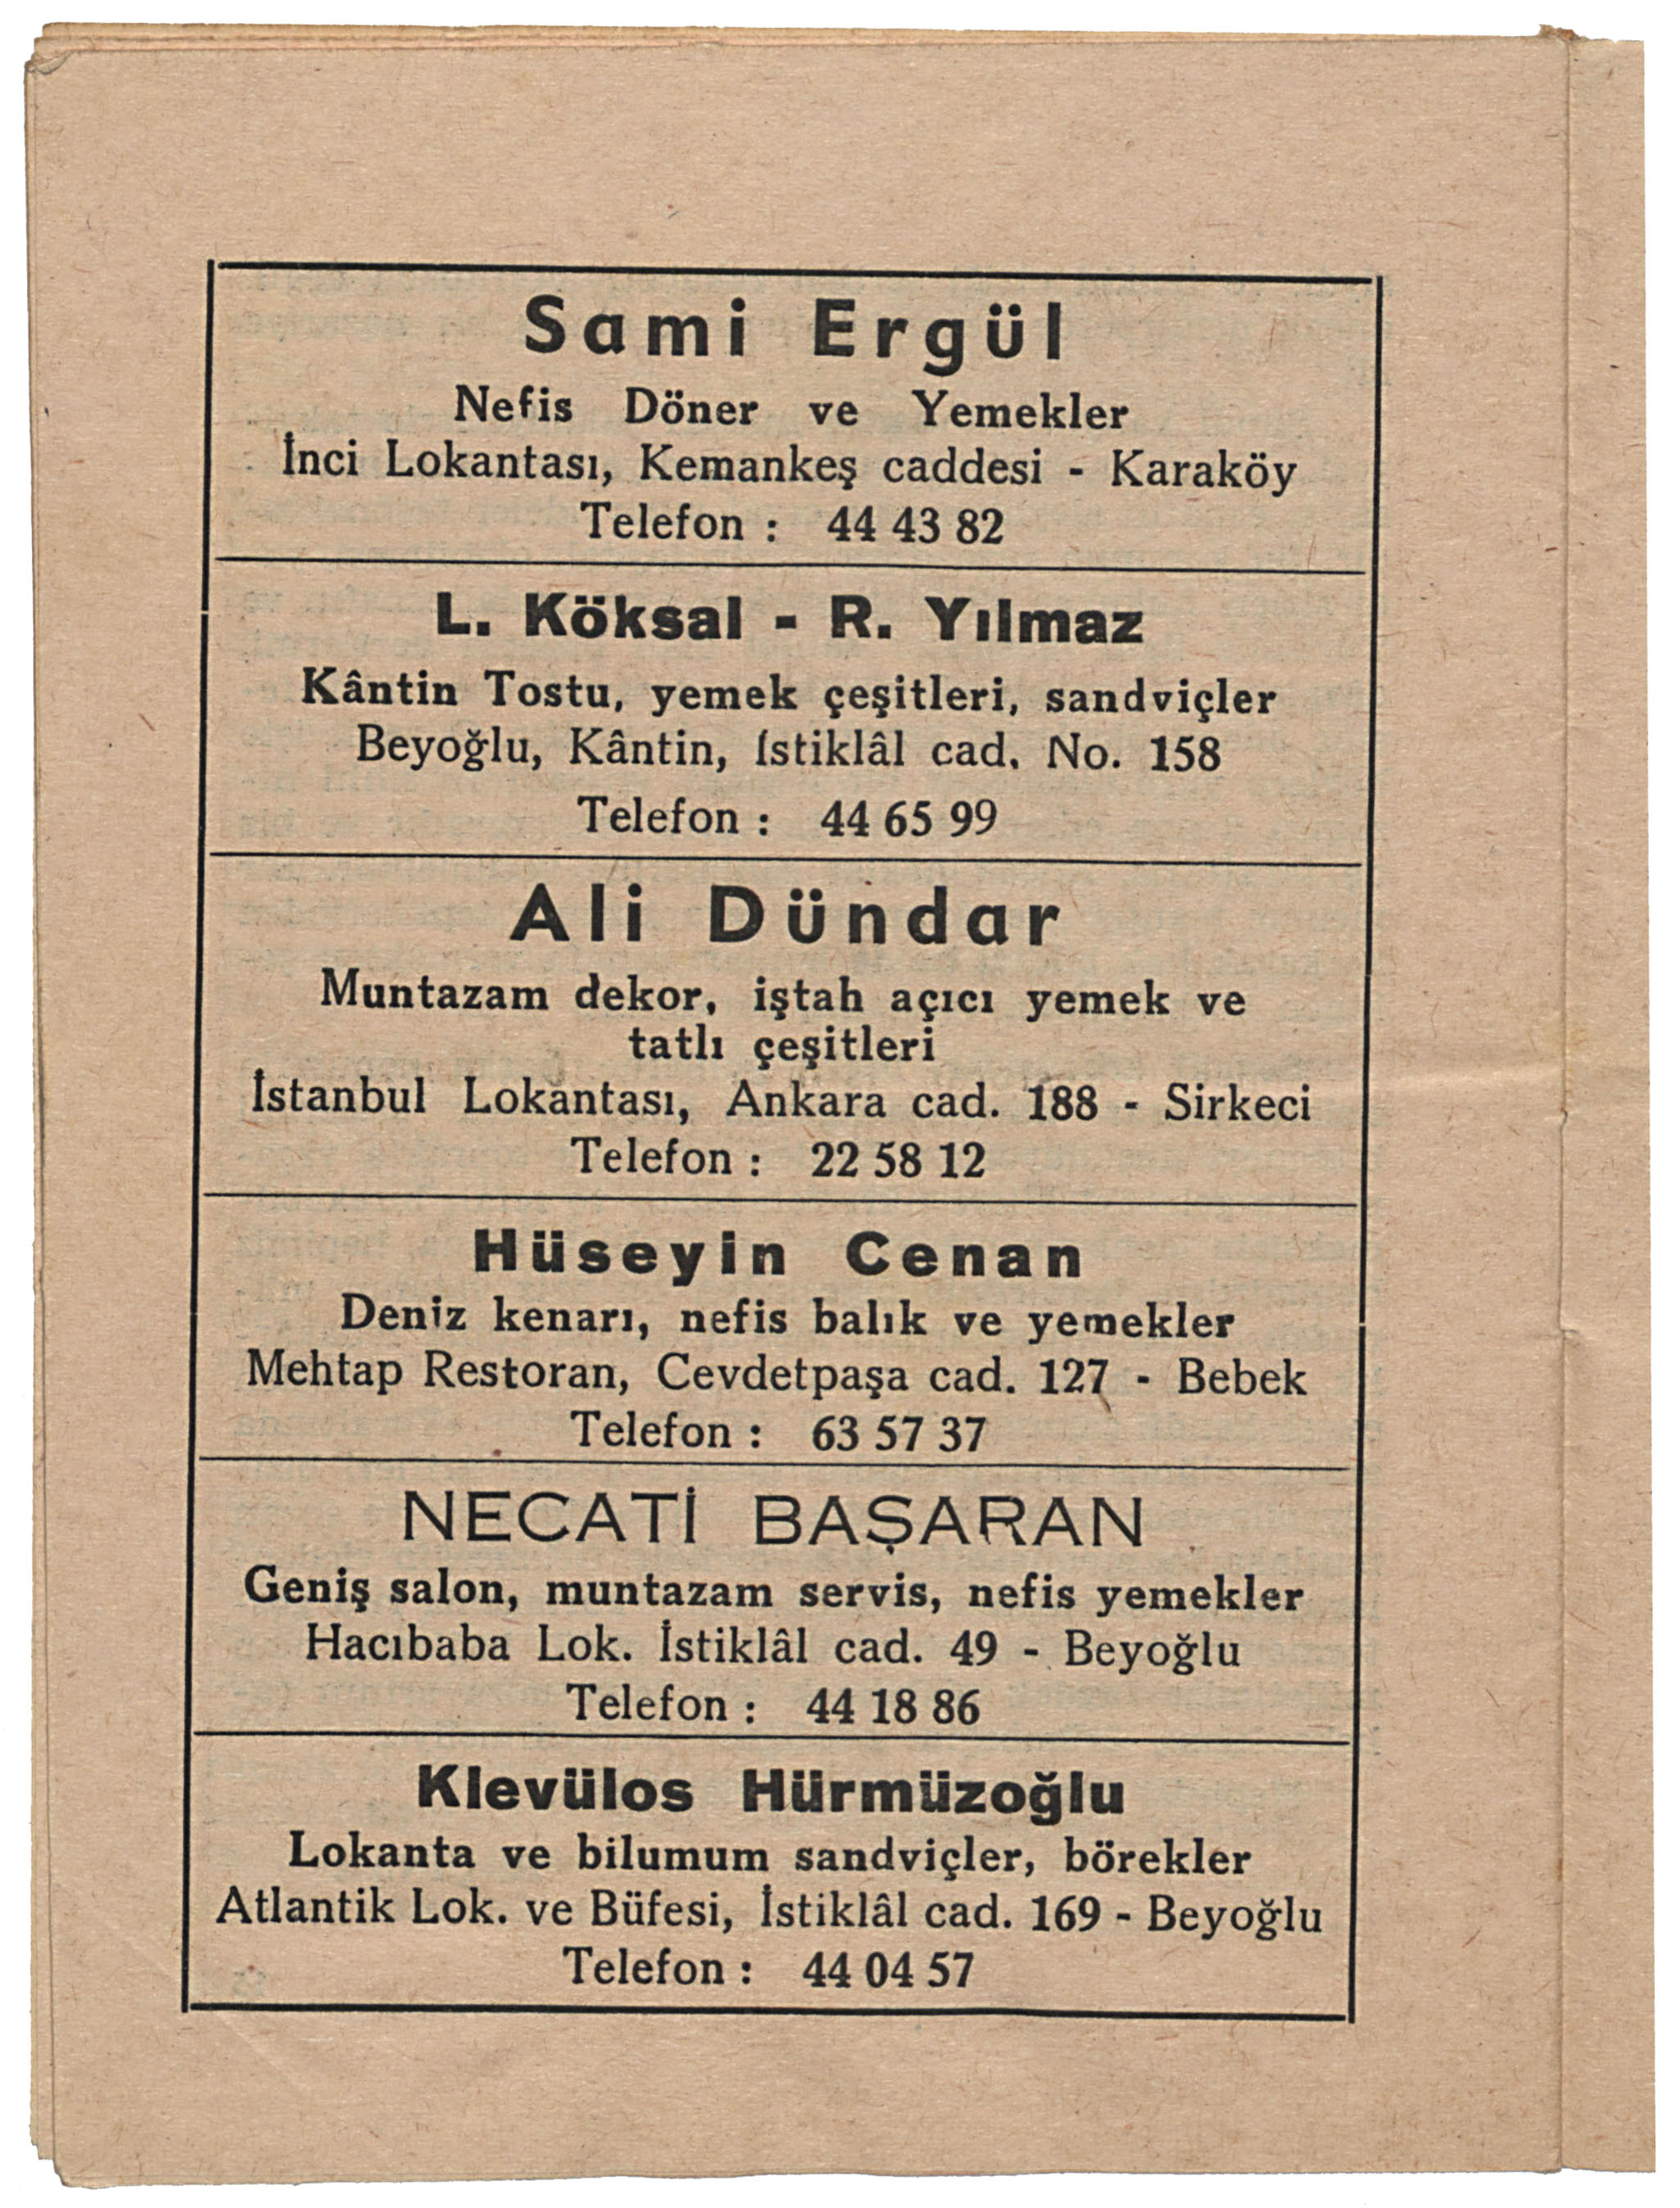 Sami Ergül
Nefis Döner ve Yemekler
İnci Lokantası, Kemankeş caddesi - Karaköy
Telefon : 44 43 82
L. Köksal - R. Yılmaz
Kântin Tostu, yemek çeşitleri, sandviçler
Beyoğlu, Kântin, İstiklâl cad. No. 158
Telefon : 44 65 99
Ali Dündar
Muntazam dekor, iştah açıcı yemek ve
tatlı çeşitleri
İstanbul Lokantası, Ankara cad. 188 - Sirkeci
Telefon : 22 58 12
Hüseyin Cenan
Deniz kenarı, nefis balık ve yemekler
Mehtap Restoran, Cevdetpaşa cad. 127 - Bebek
Telefon : 63 57 37
NECATİ BAŞARAN
Geniş salon, muntazam servis, nefis yemekler
Hacıbaba Lok. İstiklâl cad. 49 - Beyoğlu
Telefon : 44 18 86
Klevülos Hürmüzoğlu
Lokanta ve bilumum sandviçler, börekler
Atlantik Lok. ve Büfesi, İstiklâl cad. 169 - Beyoğlu
Telefon : 44 04 57